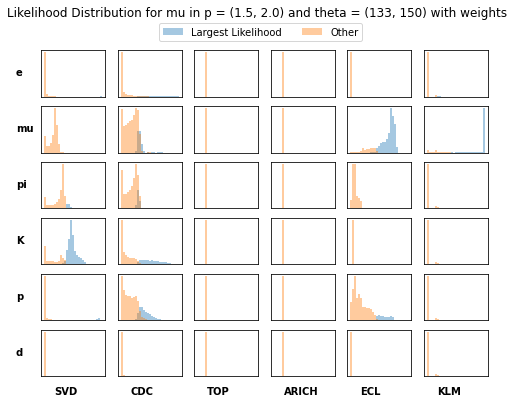 Likelihood Distribution for mu in p = (1.5, 2.0) and theta = (133, 150) with weights
Largest Likelihood Other
e
mu
pi
K
p
d
SVD CDC TOP ARICH ECL KLM